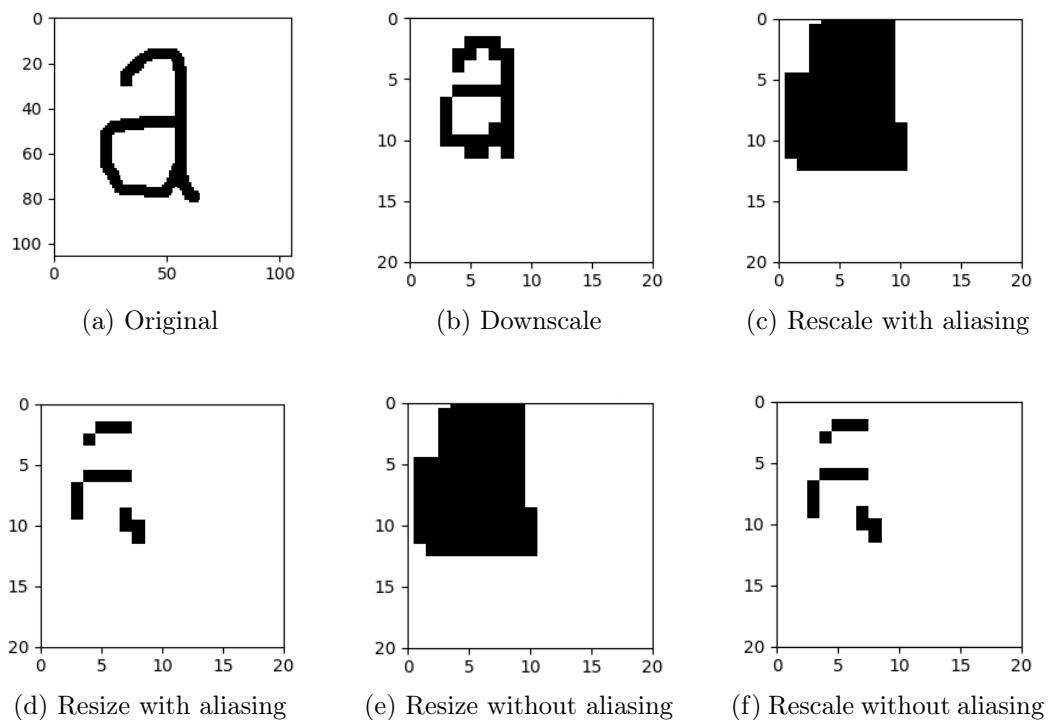 0
20
40
60
80
100
0 50 100
a
(a) Original
0
5
10
15
20
0 5 10 15 20
a
(b) Downscale
0
5
10
15
20
0 5 10 15 20
(c) Rescale with aliasing
0
5
10
15
20
0 5 10 15 20
(d) Resize with aliasing
0
5
10
15
20
0 5 10 15 20
(e) Resize without aliasing
0
5
10
15
20
0 5 10 15 20
(f) Rescale without aliasing